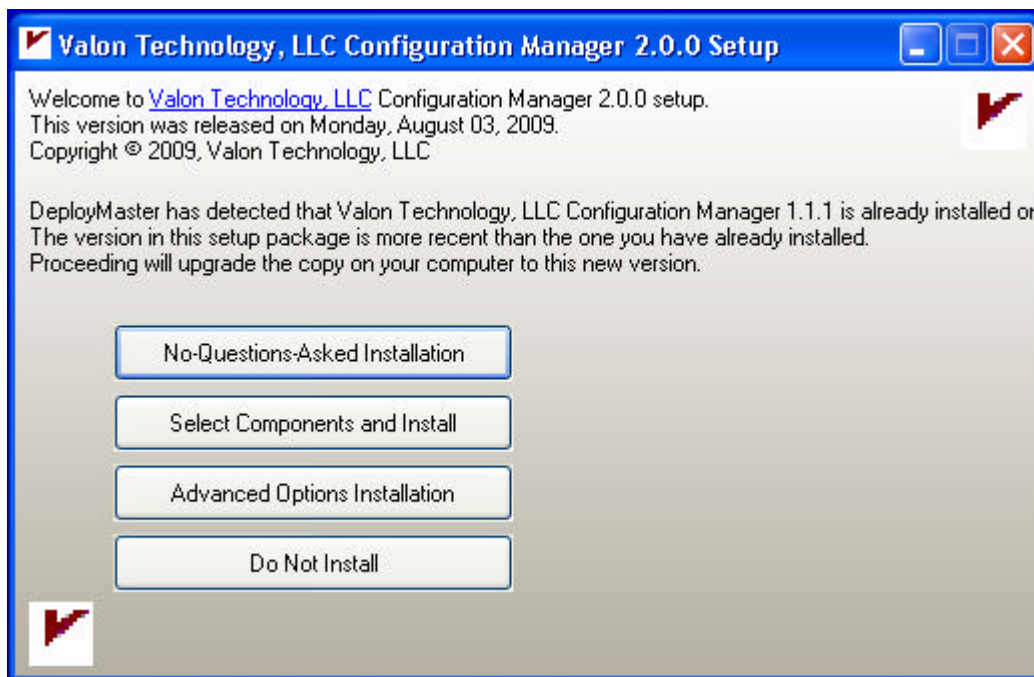 Valon Technology, LLC Configuration Manager 2.0.0 Setup
Welcome to Valon Technology, LLC Configuration Manager 2.0.0 setup.
This version was released on Monday, August 03, 2009.
Copyright © 2009, Valon Technology, LLC
DeployMaster has detected that Valon Technology, LLC Configuration Manager 1.1.1 is already installed or
The version in this setup package is more recent than the one you have already installed.
Proceeding will upgrade the copy on your computer to this new version.
No-Questions-Asked Installation
Select Components and Install
Advanced Options Installation
Do Not Install